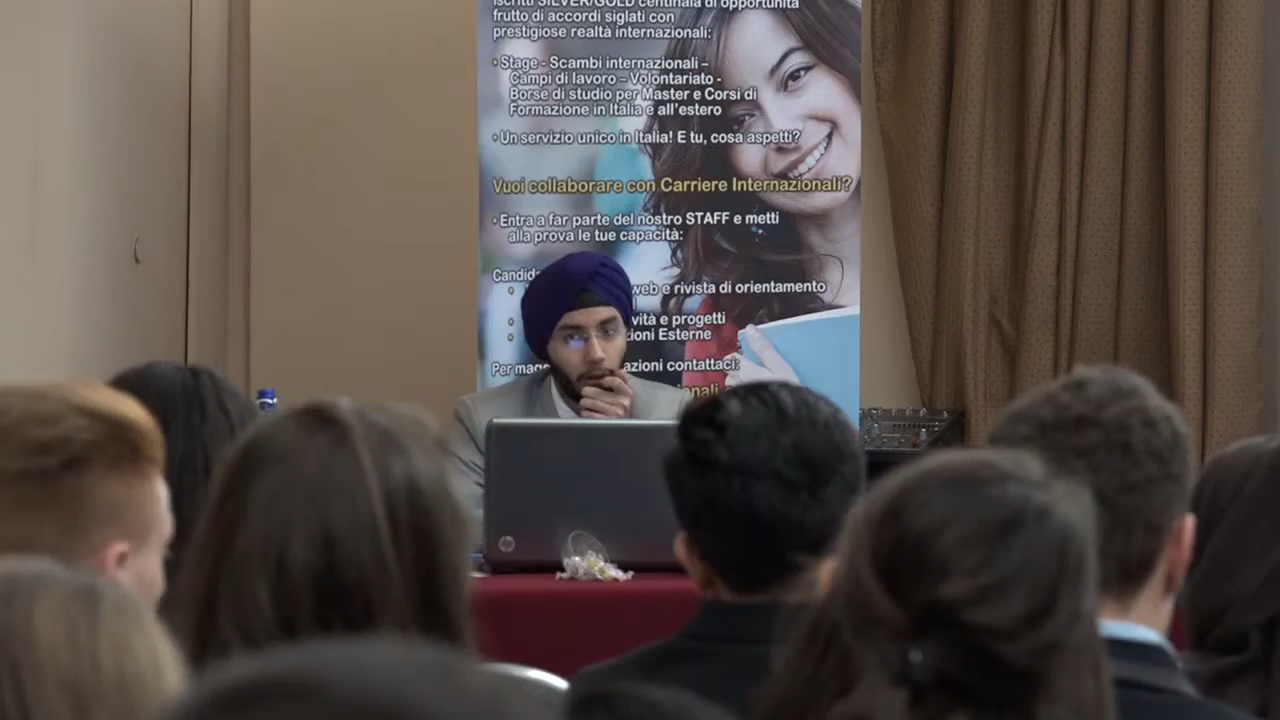 iscritti SILVER/GOLD centinaia di opportunità
frutto di accordi siglati con
prestigiose realtà internazionali:
• Stage - Scambi internazionali –
Campi di lavoro – Volontariato -
Borse di studio per Master e Corsi di
Formazione in Italia e all'estero
• Un servizio unico in Italia! E tu, cosa aspetti?
Vuoi collaborare con Carriere Internazionali?
• Entra a far parte del nostro STAFF e metti
alla prova le tue capacità:
Candid
web e rivista di orientamento
vità e progetti
zioni Esterne
Per mag azioni contattaci:
onali
hp